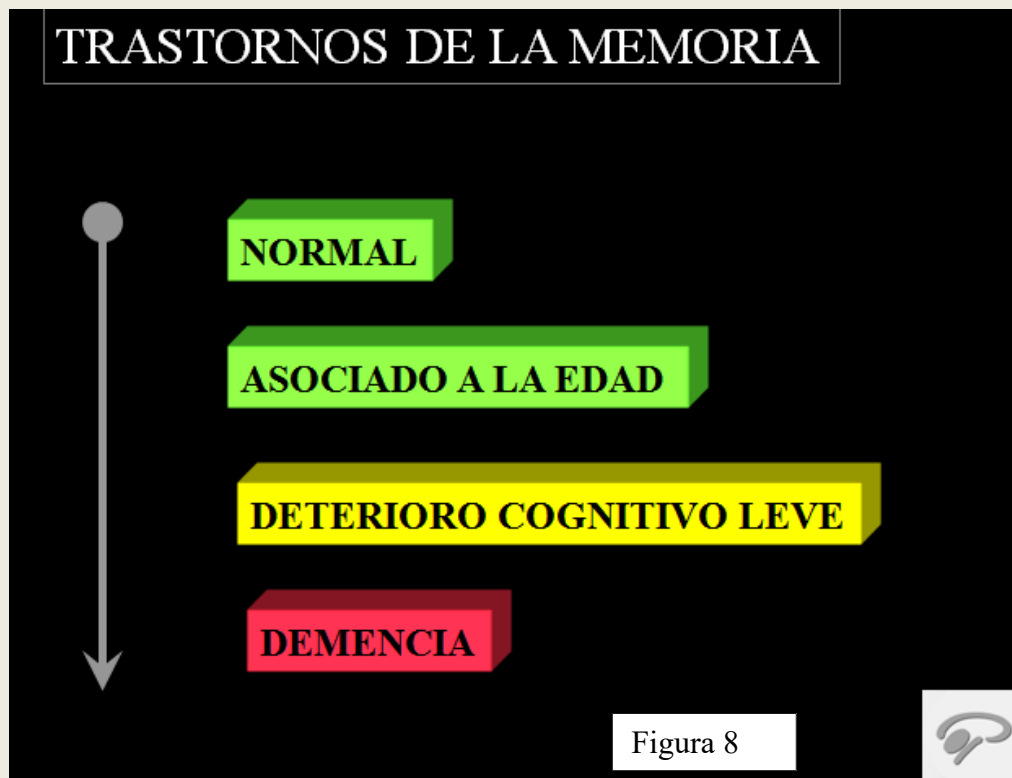 TRASTORNOS DE LA MEMORIA
NORMAL
ASOCIADO A LA EDAD
DETERIORO COGNITIVO LEVE
DEMENCIA
Figura 8